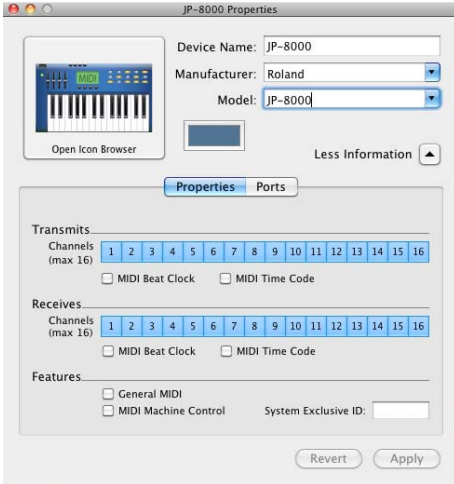 JP-8000 Properties
MIDI
Open Icon Browser
Device Name: JP-8000
Manufacturer: Roland
Model: JP-8000
Less Information
Properties Ports
Transmits
Channels (max 16) 1 2 3 4 5 6 7 8 9 10 11 12 13 14 15 16
MIDI Beat Clock MIDI Time Code
Receives
Channels (max 16) 1 2 3 4 5 6 7 8 9 10 11 12 13 14 15 16
MIDI Beat Clock MIDI Time Code
Features
General MIDI
MIDI Machine Control System Exclusive ID:
Revert Apply